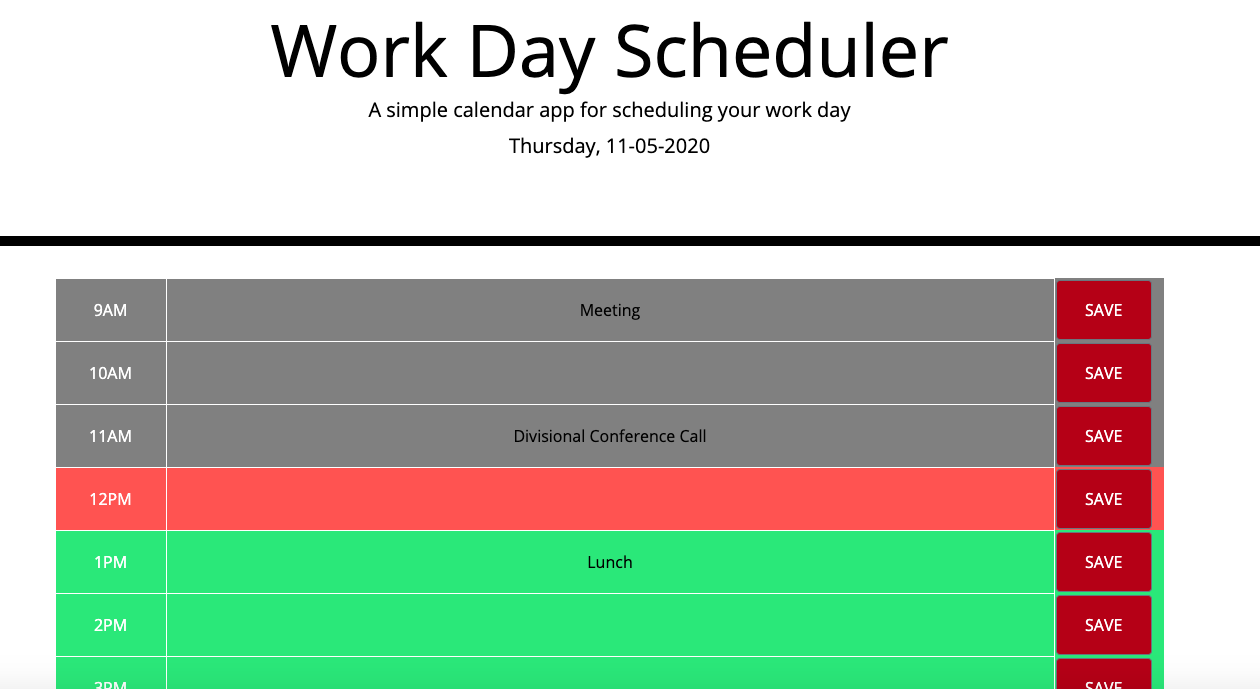 Work Day Scheduler
A simple calendar app for scheduling your work day
Thursday, 11-05-2020
9AM Meeting SAVE
10AM SAVE
11AM Divisional Conference Call SAVE
12PM SAVE
1PM Lunch SAVE
2PM SAVE
3PM SAVE